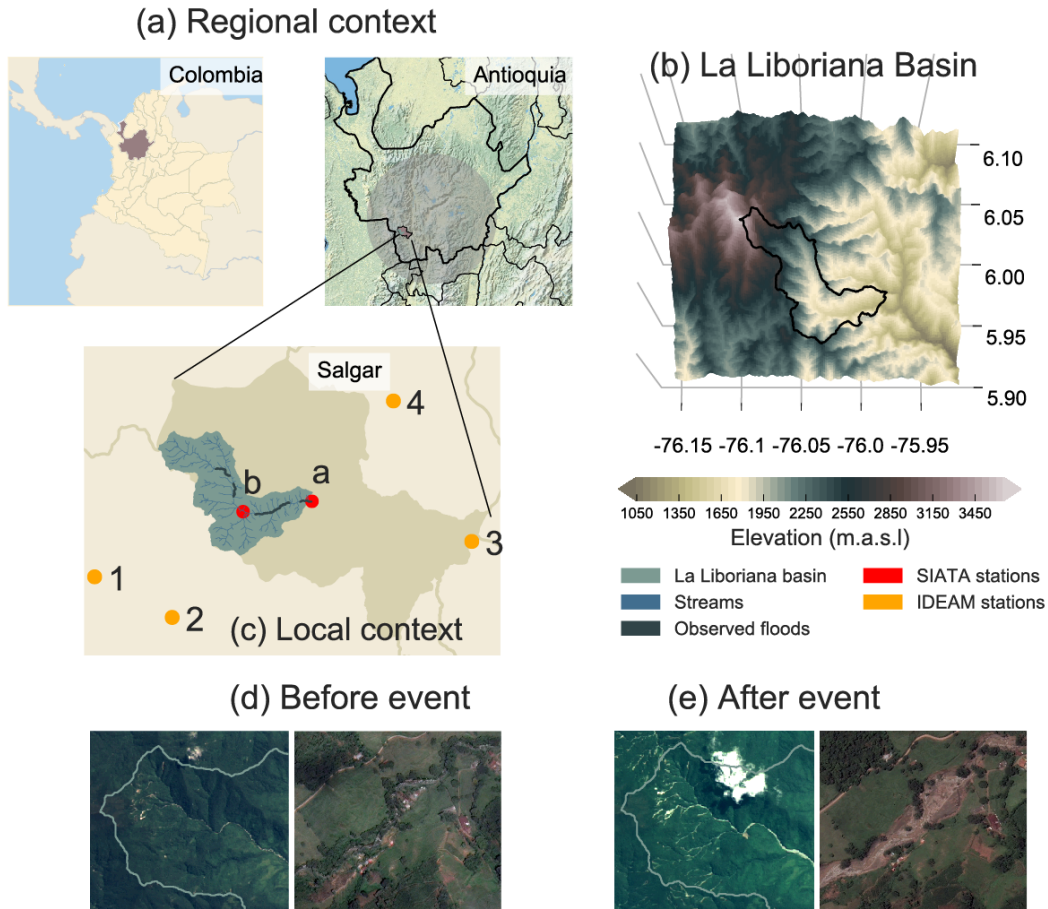 (a) Regional context
Colombia
Antioquia
(b) La Liboriana Basin
6.10
6.05
6.00
5.95
5.90
-76.15 -76.1 -76.05 -76.0 -75.95
1050 1350 1650 1950 2250 2550 2850 3150 3450
Elevation (m.a.s.l)
La Liboriana basin
Streams
Observed floods
SIATA stations
IDEAM stations
Salgar
4
b
a
3
1
2
(c) Local context
(d) Before event
(e) After event